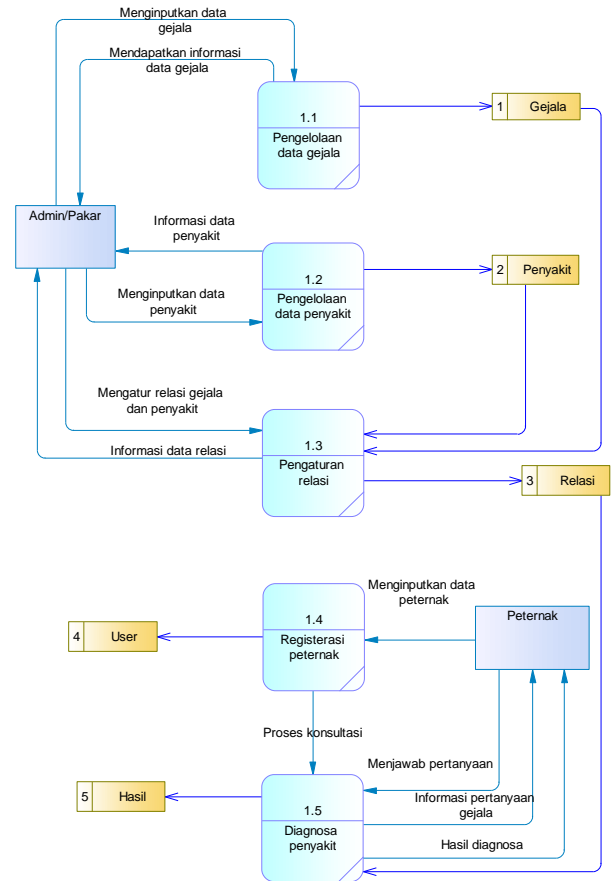 Menginputkan data
gejala
Mendapatkan informasi
data gejala
1.1
Pengelolaan
data gejala
1
Gejala
Admin/Pakar
Informasi data
penyakit
1.2
Pengelolaan
data penyakit
2
Penyakit
Menginputkan data
penyakit
Mengatur relasi gejala
dan penyakit
1.3
Pengaturan
relasi
Informasi data relasi
3
Relasi
Menginputkan data
peternak
1.4
Registerasi
peternak
Peternak
4
User
Proses konsultasi
Menjawab pertanyaan
5
Hasil
1.5
Diagnosa
penyakit
Informasi pertanyaan
gejala
Hasil diagnosa